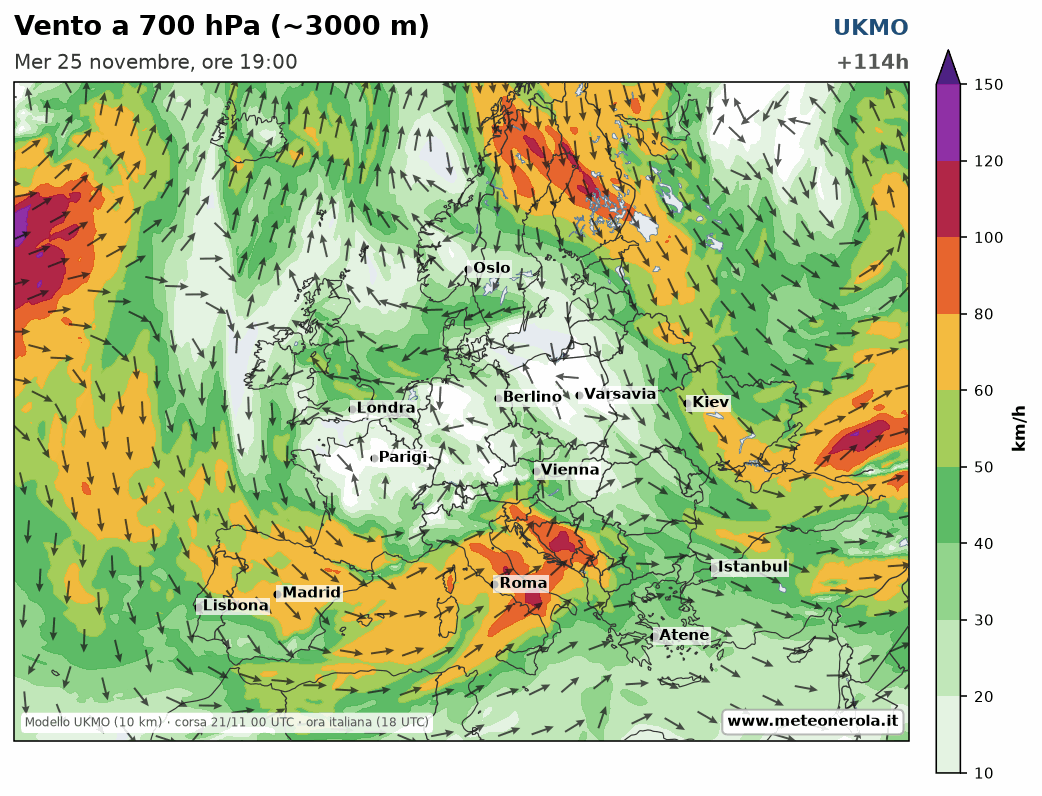 Vento a 700 hPa (~3000 m)
UKMO
Mer 25 novembre, ore 19:00
+114h
150
120
100
80
60
50
40
30
20
10
km/h
Oslo
Berlino
Varsavia
Kiev
Londra
Parigi
Vienna
Istanbul
Roma
Madrid
Lisbona
Atene
Modello UKMO (10 km) · corsa 21/11 00 UTC · ora italiana (18 UTC)
www.meteonerola.it